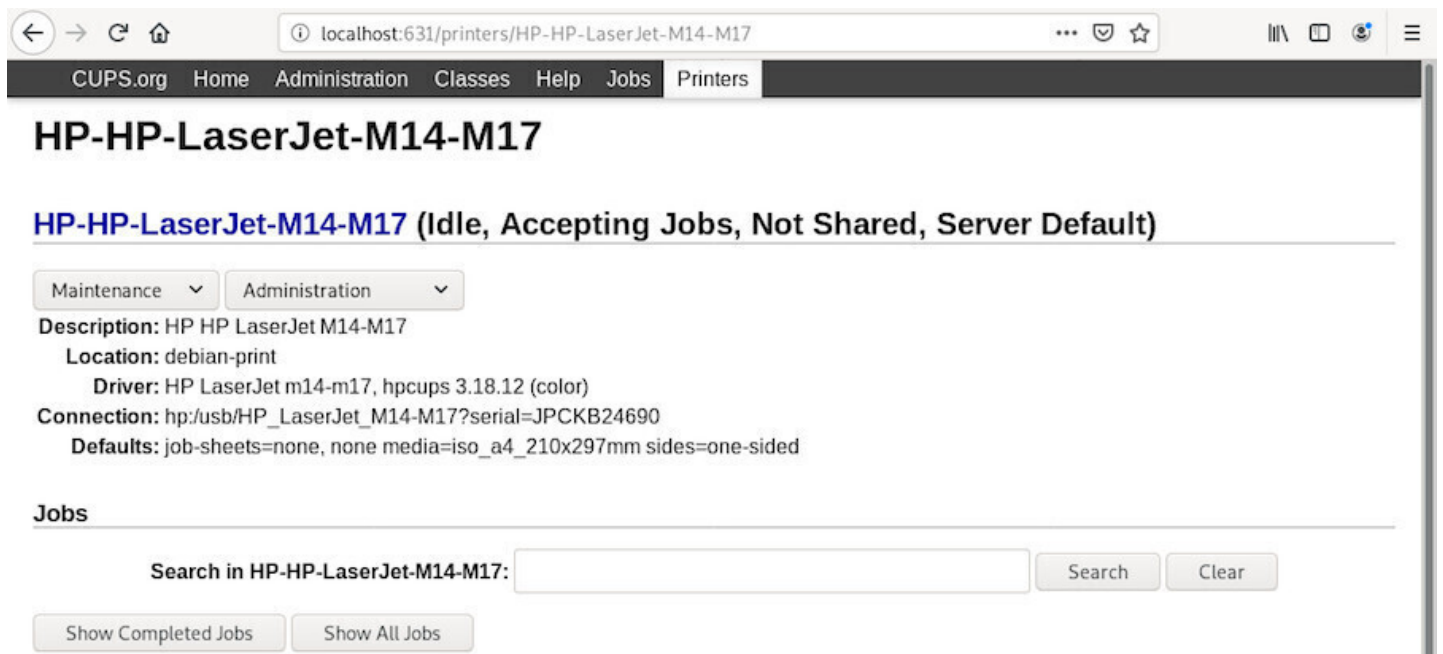 localhost:631/printers/HP-HP-LaserJet-M14-M17
CUPS.org Home Administration Classes Help Jobs Printers
HP-HP-LaserJet-M14-M17
HP-HP-LaserJet-M14-M17 (Idle, Accepting Jobs, Not Shared, Server Default)
Maintenance Administration
Description: HP HP LaserJet M14-M17
Location: debian-print
Driver: HP LaserJet m14-m17, hpcups 3.18.12 (color)
Connection: hp:/usb/HP_LaserJet_M14-M17?serial=JPCKB24690
Defaults: job-sheets=none, none media=iso_a4_210x297mm sides=one-sided
Jobs
Search in HP-HP-LaserJet-M14-M17: Search Clear
Show Completed Jobs Show All Jobs